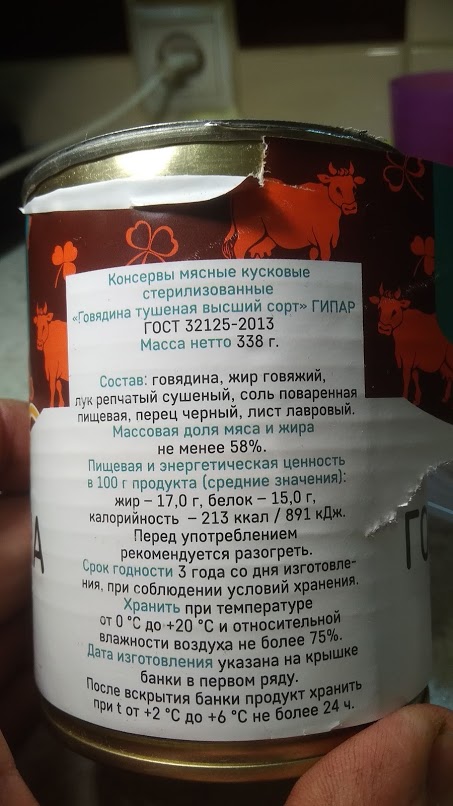 Консервы мясные кусковые
стерилизованные
«Говядина тушеная высший сорт» ГИПАР
ГОСТ 32125-2013
Масса нетто 338 г.
Состав: говядина, жир говяжий,
лук репчатый сушеный, соль поваренная
пищевая, перец черный, лист лавровый.
Массовая доля мяса и жира
не менее 58%.
Пищевая и энергетическая ценность
в 100 г продукта (средние значения):
жир – 17,0 г, белок – 15,0 г,
калорийность – 213 ккал / 891 кДж.
Перед употреблением
рекомендуется разогреть.
Срок годности 3 года со дня изготовле-
ния, при соблюдении условий хранения.
Хранить при температуре
от 0 °С до +20 °С и относительной
влажности воздуха не более 75%.
Дата изготовления указана на крышке
банки в первом ряду.
После вскрытия банки продукт хранить
при t от +2 °С до +6 °С не более 24 ч.